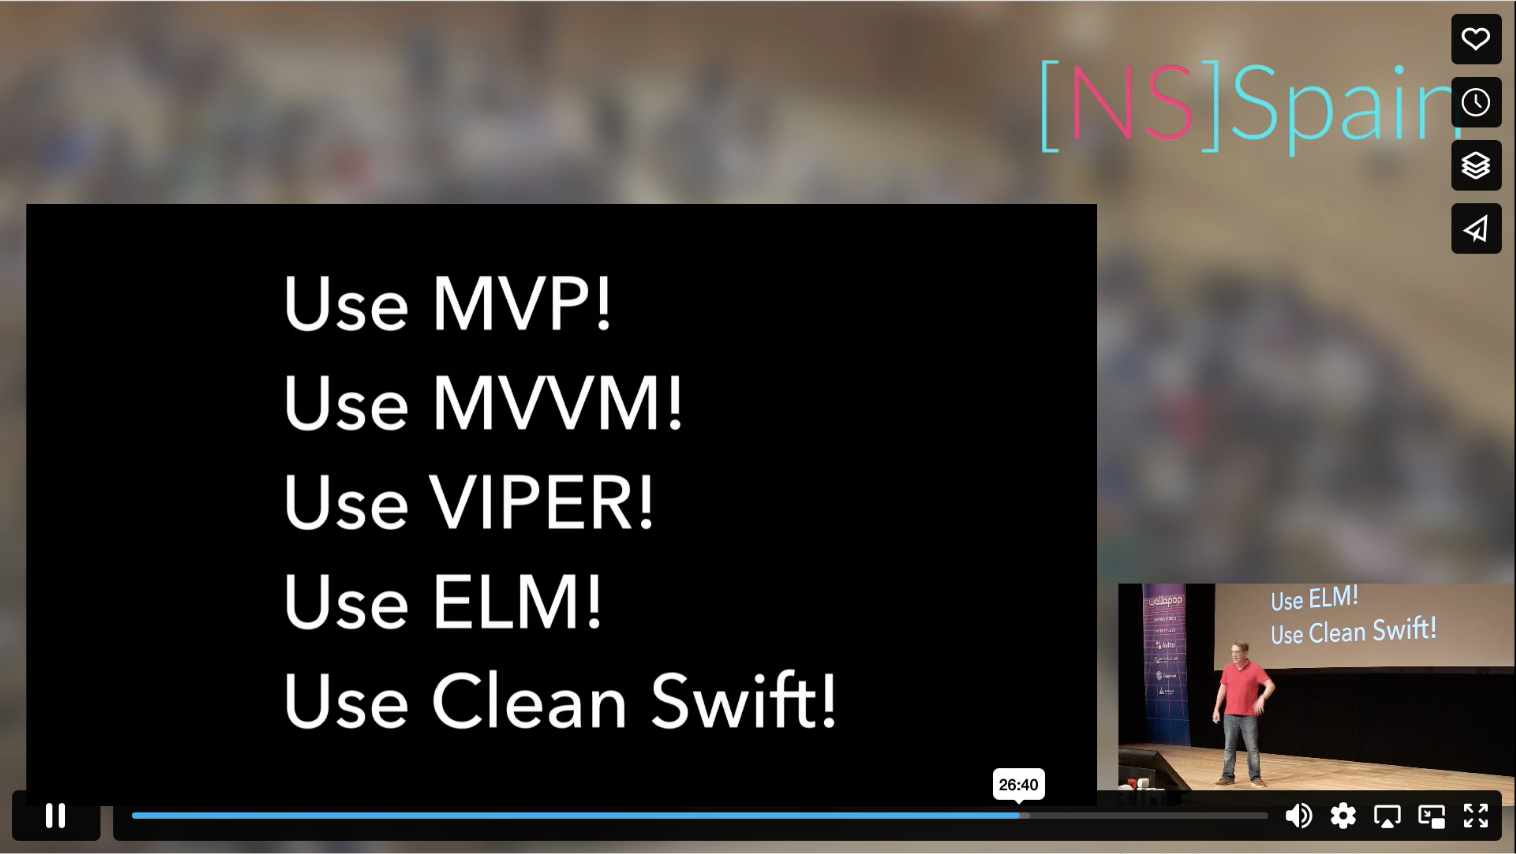 [NS]Spain
Use MVP!
Use MVVM!
Use VIPER!
Use ELM!
Use Clean Swift!
wallapop
Use ELM!
Use Clean Swift!
26:40